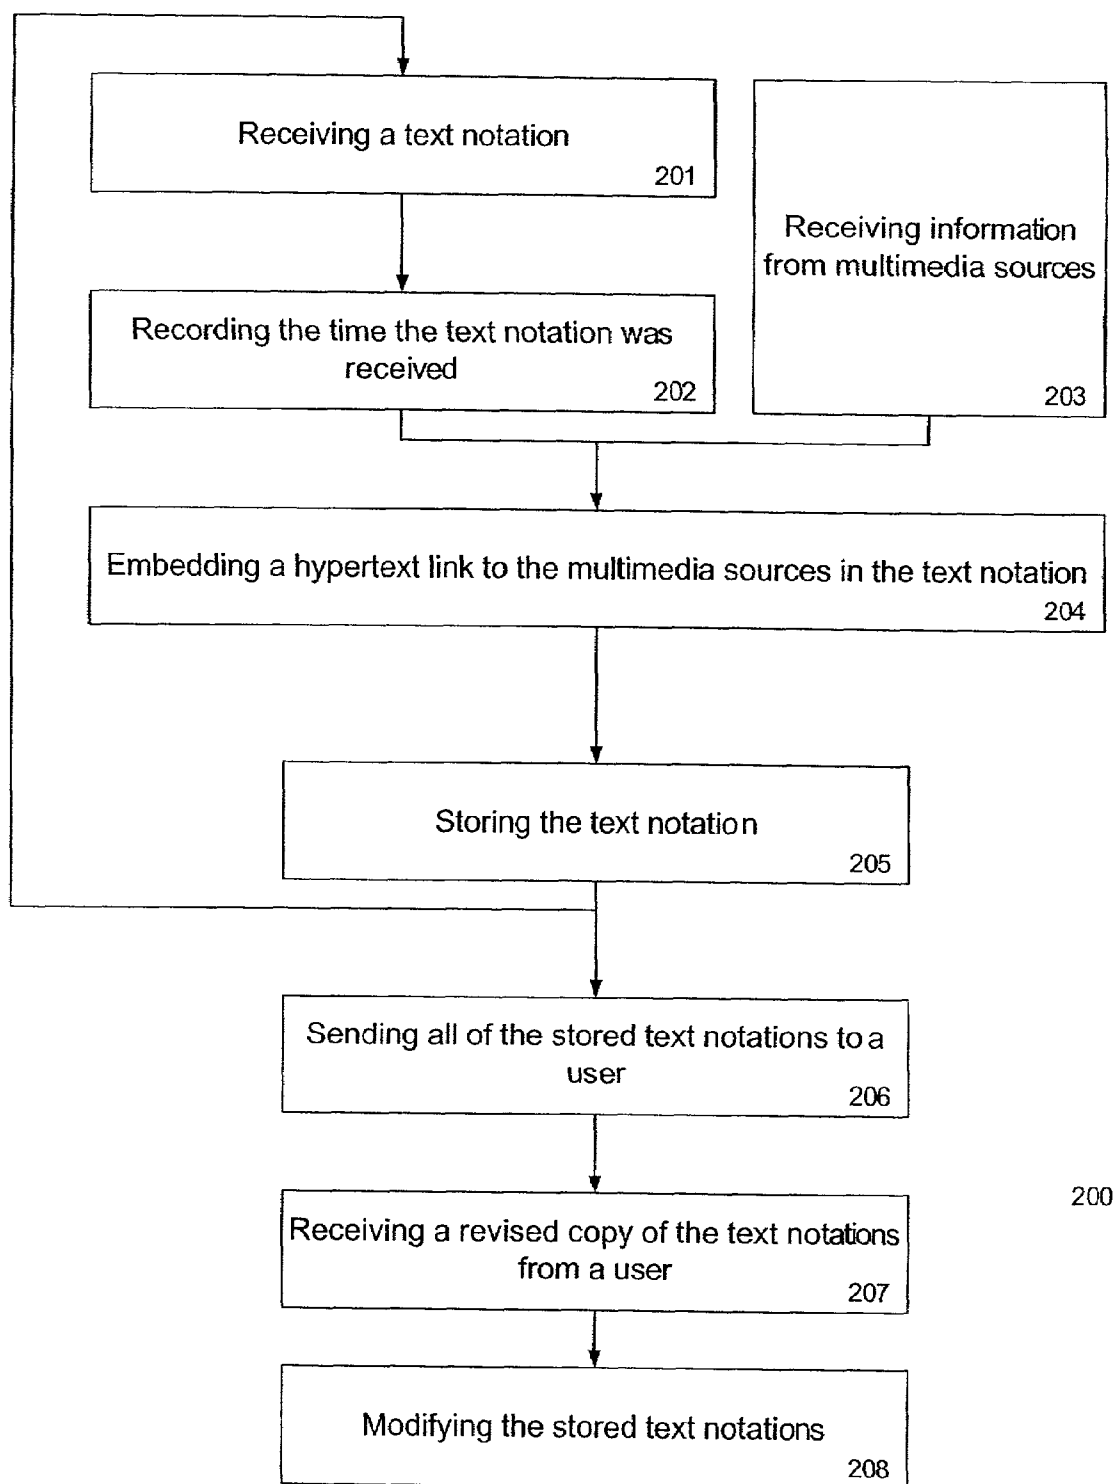 Receiving a text notation
201
Recording the time the text notation was
received
202
Receiving information
from multimedia sources
203
Embedding a hypertext link to the multimedia sources in the text notation
204
Storing the text notation
205
Sending all of the stored text notations to a
user
206
Receiving a revised copy of the text notations
from a user
207
200
Modifying the stored text notations
208